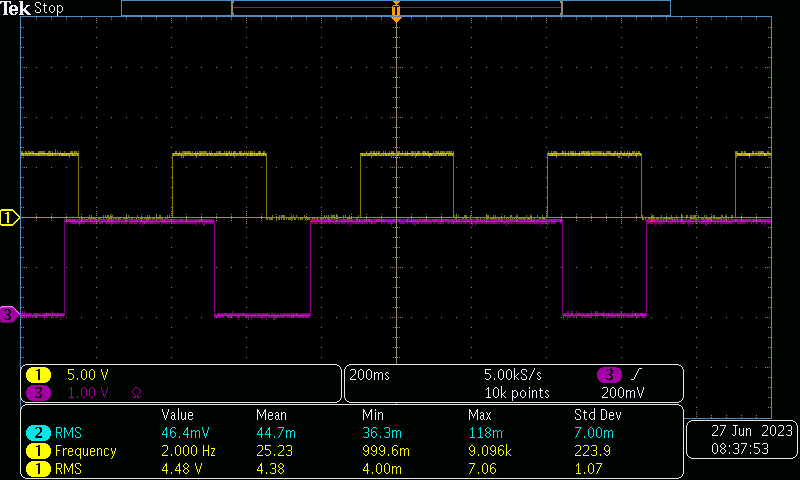 Tek Stop
T
1
3
1 5.00 V
3 1.00 V Ω
200ms 5.00kS/s 3
10k points 200mV
Value Mean Min Max Std Dev
2 RMS 46.4mV 44.7m 36.3m 118m 7.00m
1 Frequency 2.000 Hz 25.23 999.6m 9.096k 223.9
1 RMS 4.48 V 4.38 4.00m 7.06 1.07
27 Jun 2023
08:37:53